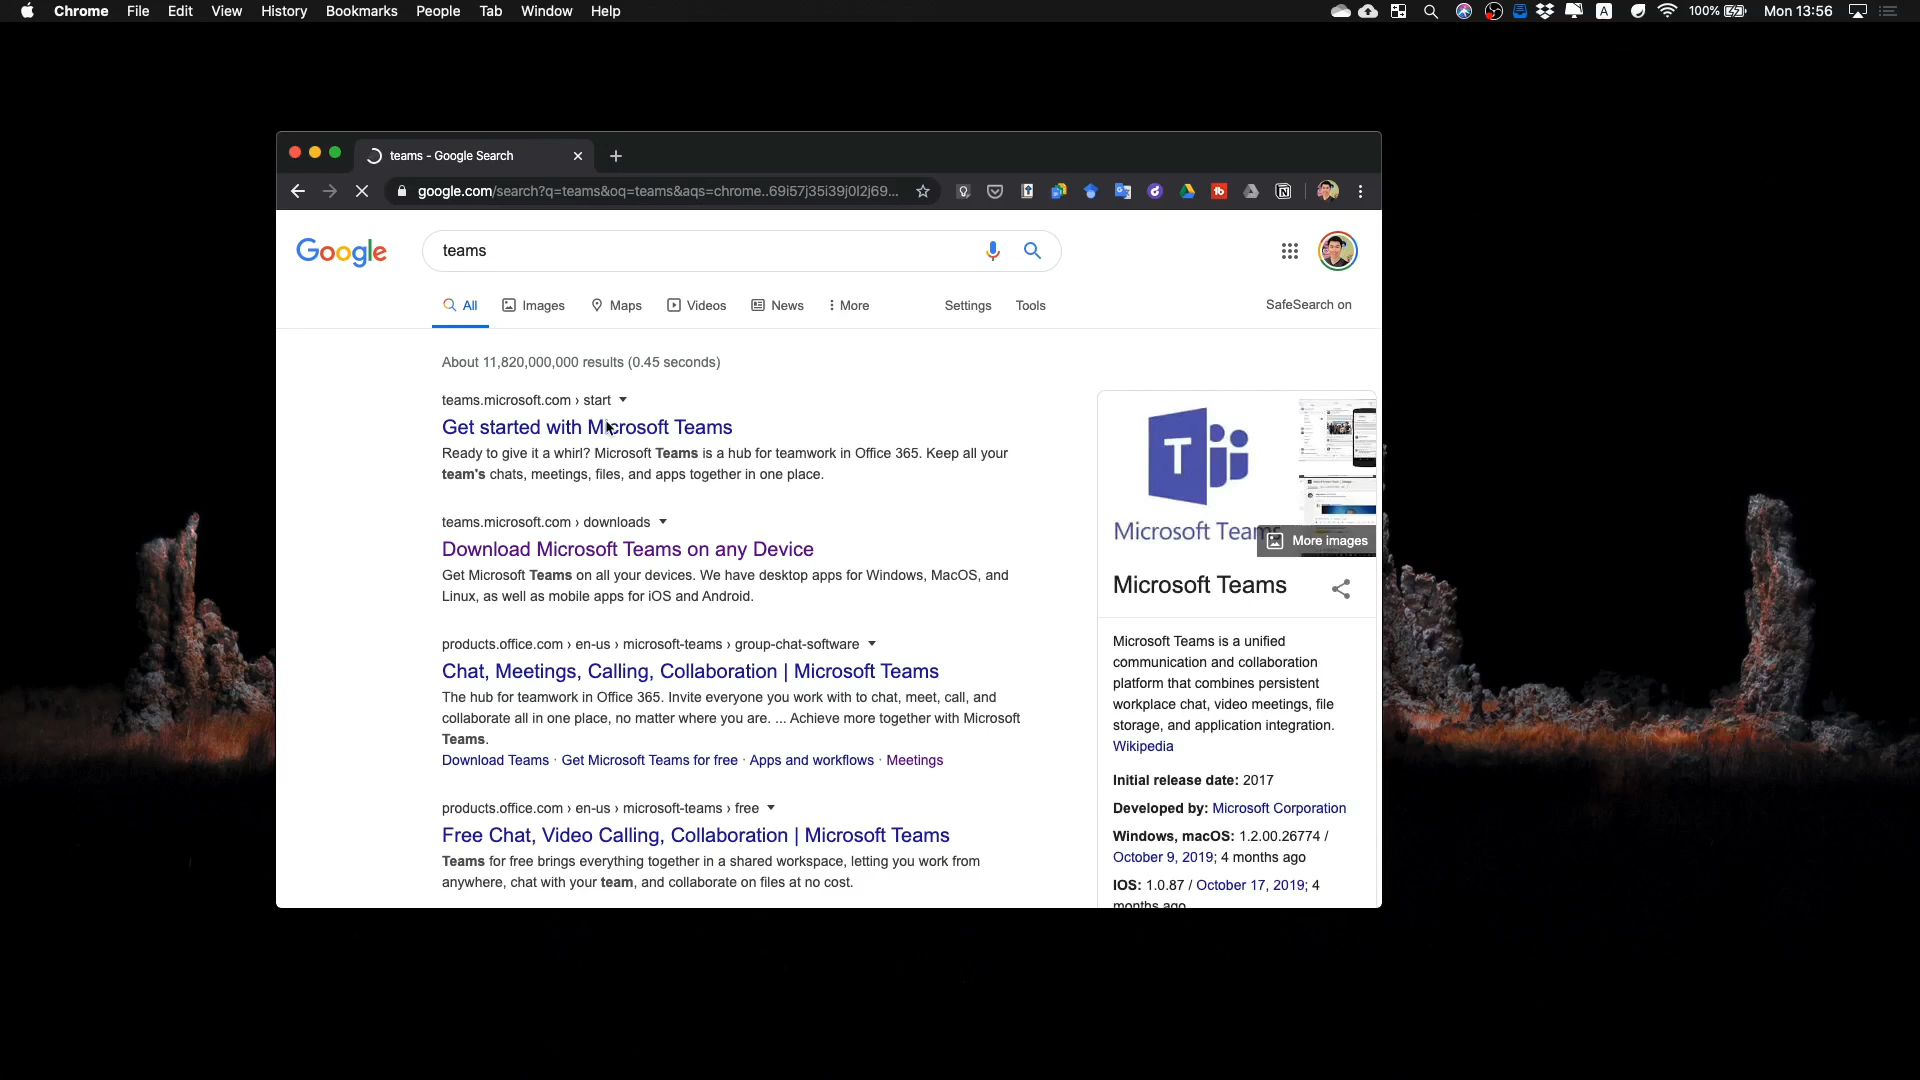 Chrome File Edit View History Bookmarks People Tab Window Help
A 100% Mon 13:56
teams - Google Search
google.com/search?q=teams&oq=teams&aqs=chrome..69i57j35i39j0l2j69...
Google
teams
All Images Maps Videos News More Settings Tools SafeSearch on
About 11,820,000,000 results (0.45 seconds)
teams.microsoft.com › start
Get started with Microsoft Teams
Ready to give it a whirl? Microsoft Teams is a hub for teamwork in Office 365. Keep all your
team's chats, meetings, files, and apps together in one place.
teams.microsoft.com › downloads
Download Microsoft Teams on any Device
Get Microsoft Teams on all your devices. We have desktop apps for Windows, MacOS, and
Linux, as well as mobile apps for iOS and Android.
products.office.com › en-us › microsoft-teams › group-chat-software
Chat, Meetings, Calling, Collaboration | Microsoft Teams
The hub for teamwork in Office 365. Invite everyone you work with to chat, meet, call, and
collaborate all in one place, no matter where you are. ... Achieve more together with Microsoft
Teams.
Download Teams · Get Microsoft Teams for free · Apps and workflows · Meetings
products.office.com › en-us › microsoft-teams › free
Free Chat, Video Calling, Collaboration | Microsoft Teams
Teams for free brings everything together in a shared workspace, letting you work from
anywhere, chat with your team, and collaborate on files at no cost.
T
Microsoft Teams
More images
Microsoft Teams
Microsoft Teams is a unified
communication and collaboration
platform that combines persistent
workplace chat, video meetings, file
storage, and application integration.
Wikipedia
Initial release date: 2017
Developed by: Microsoft Corporation
Windows, macOS: 1.2.00.26774 /
October 9, 2019; 4 months ago
IOS: 1.0.87 / October 17, 2019; 4
months ago